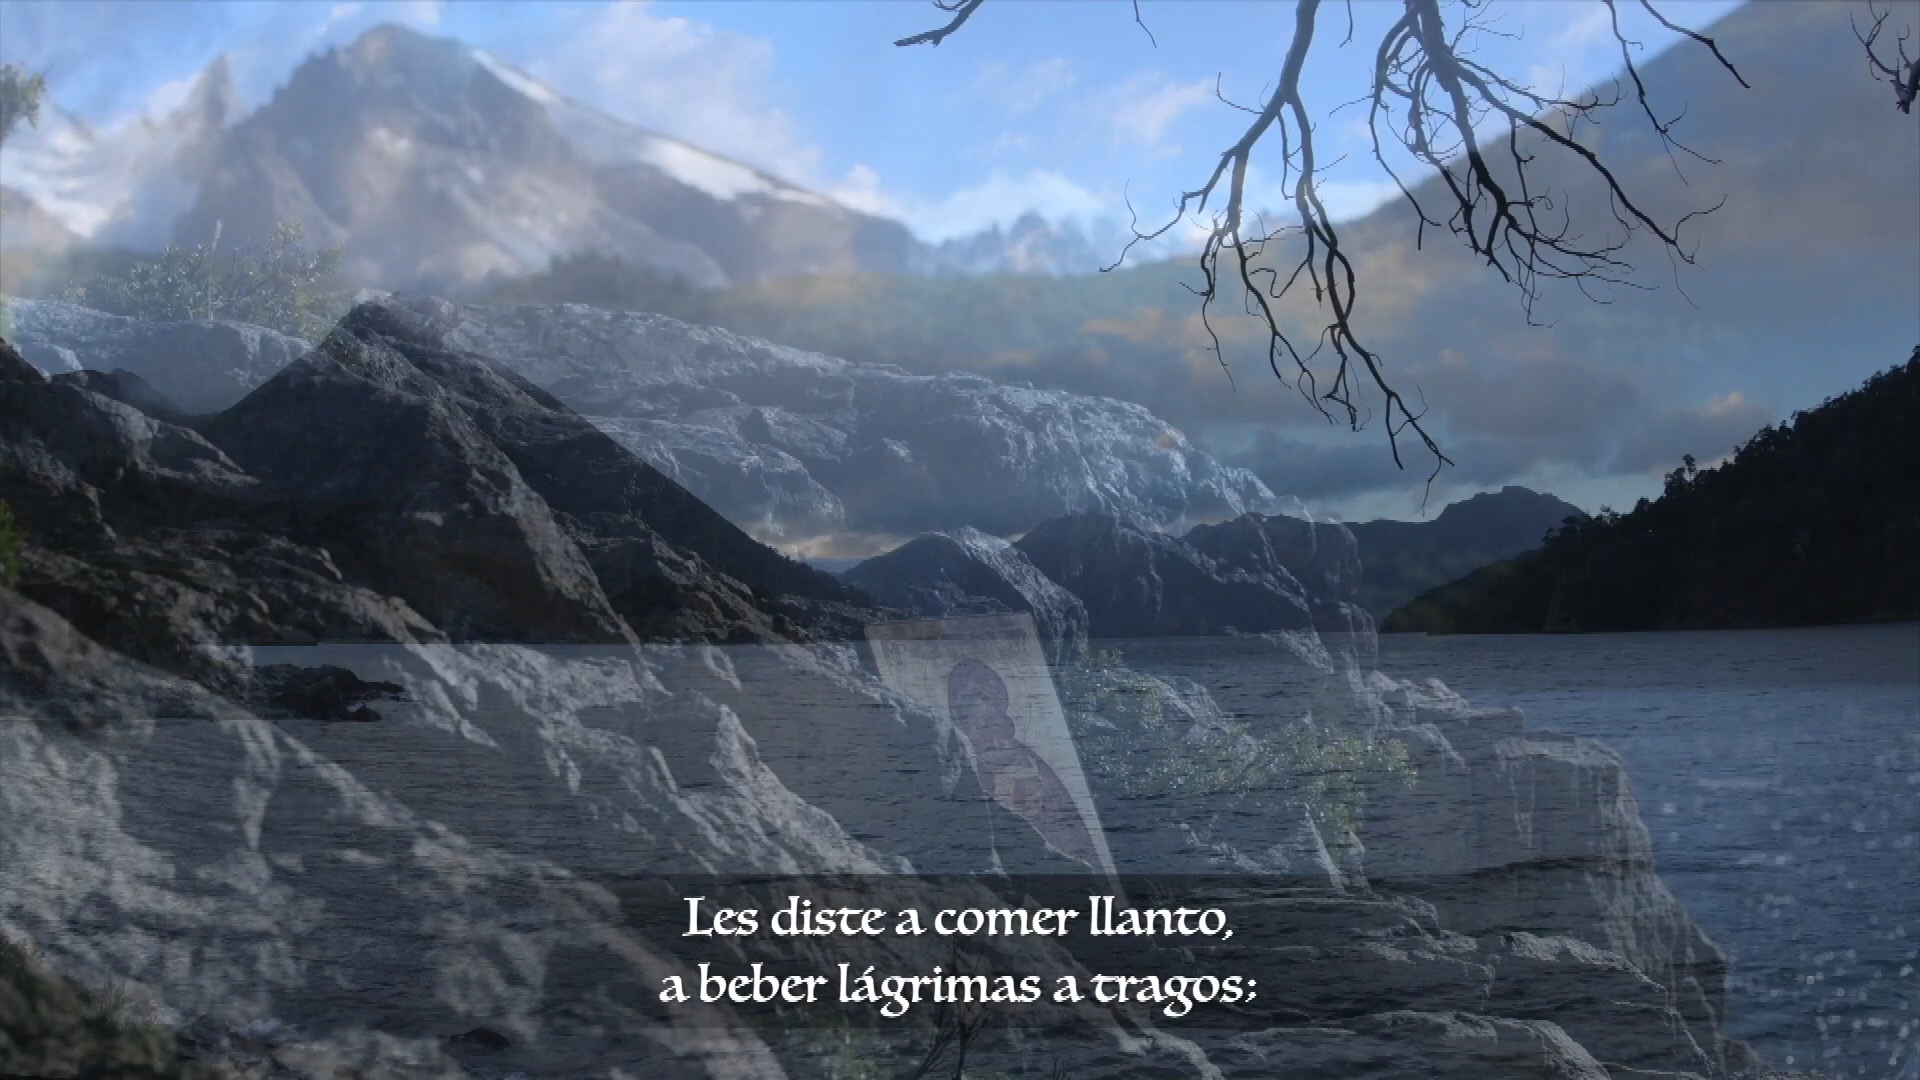 Les diste a comer llanto,
a beber lágrimas a tragos;